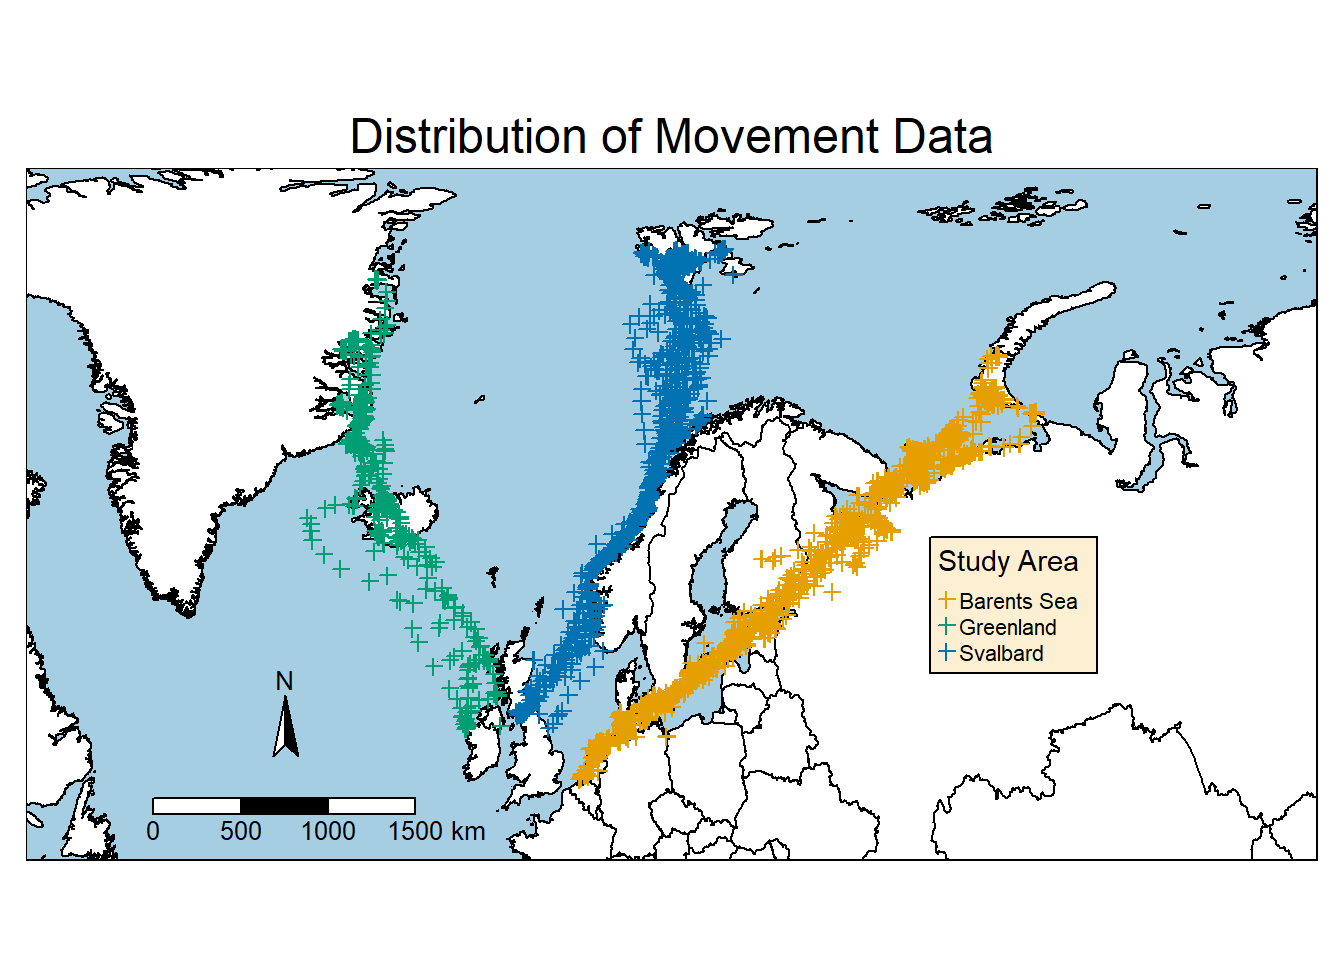 Distribution of Movement Data
Study Area
Barents Sea
Greenland
Svalbard
N
0 500 1000 1500 km